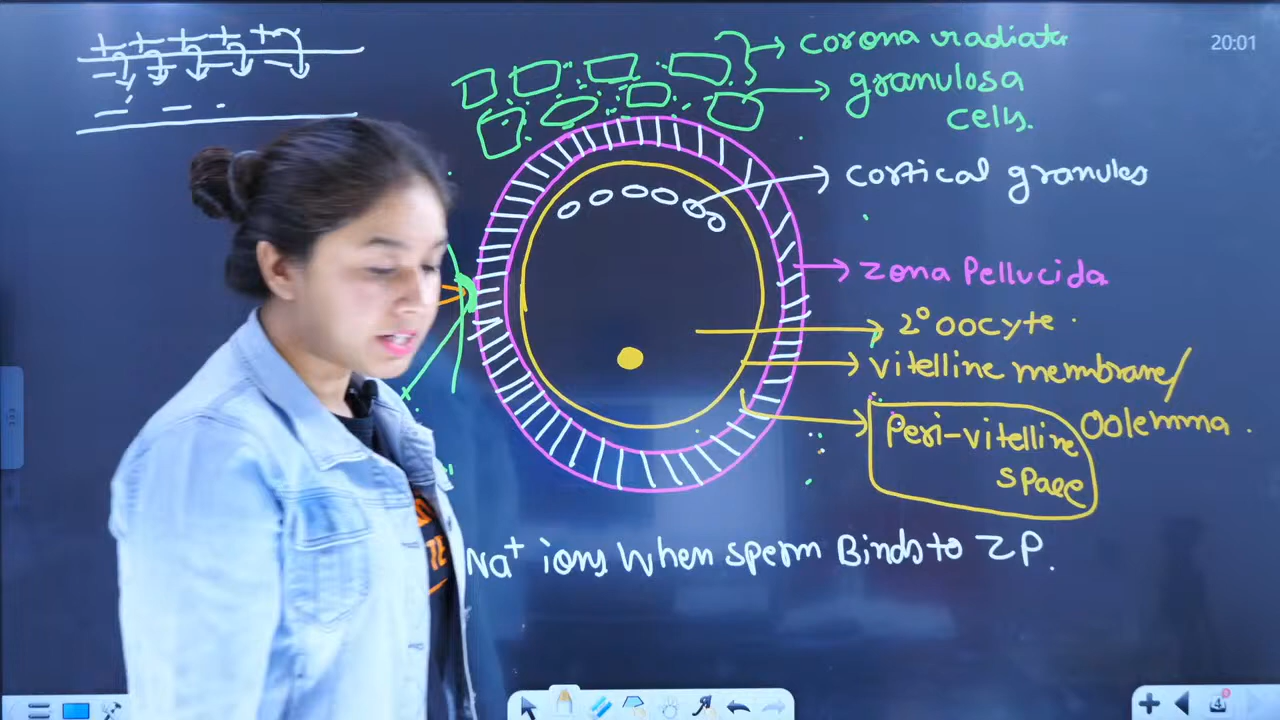 20:01
corona radiata
granulosa
cells.
cortical granules
zona Pellucida
2° oocyte.
vitelline membrane/
Oolemma.
Peri-vitelline
space
Na⁺ ions when sperm Binds to ZP.